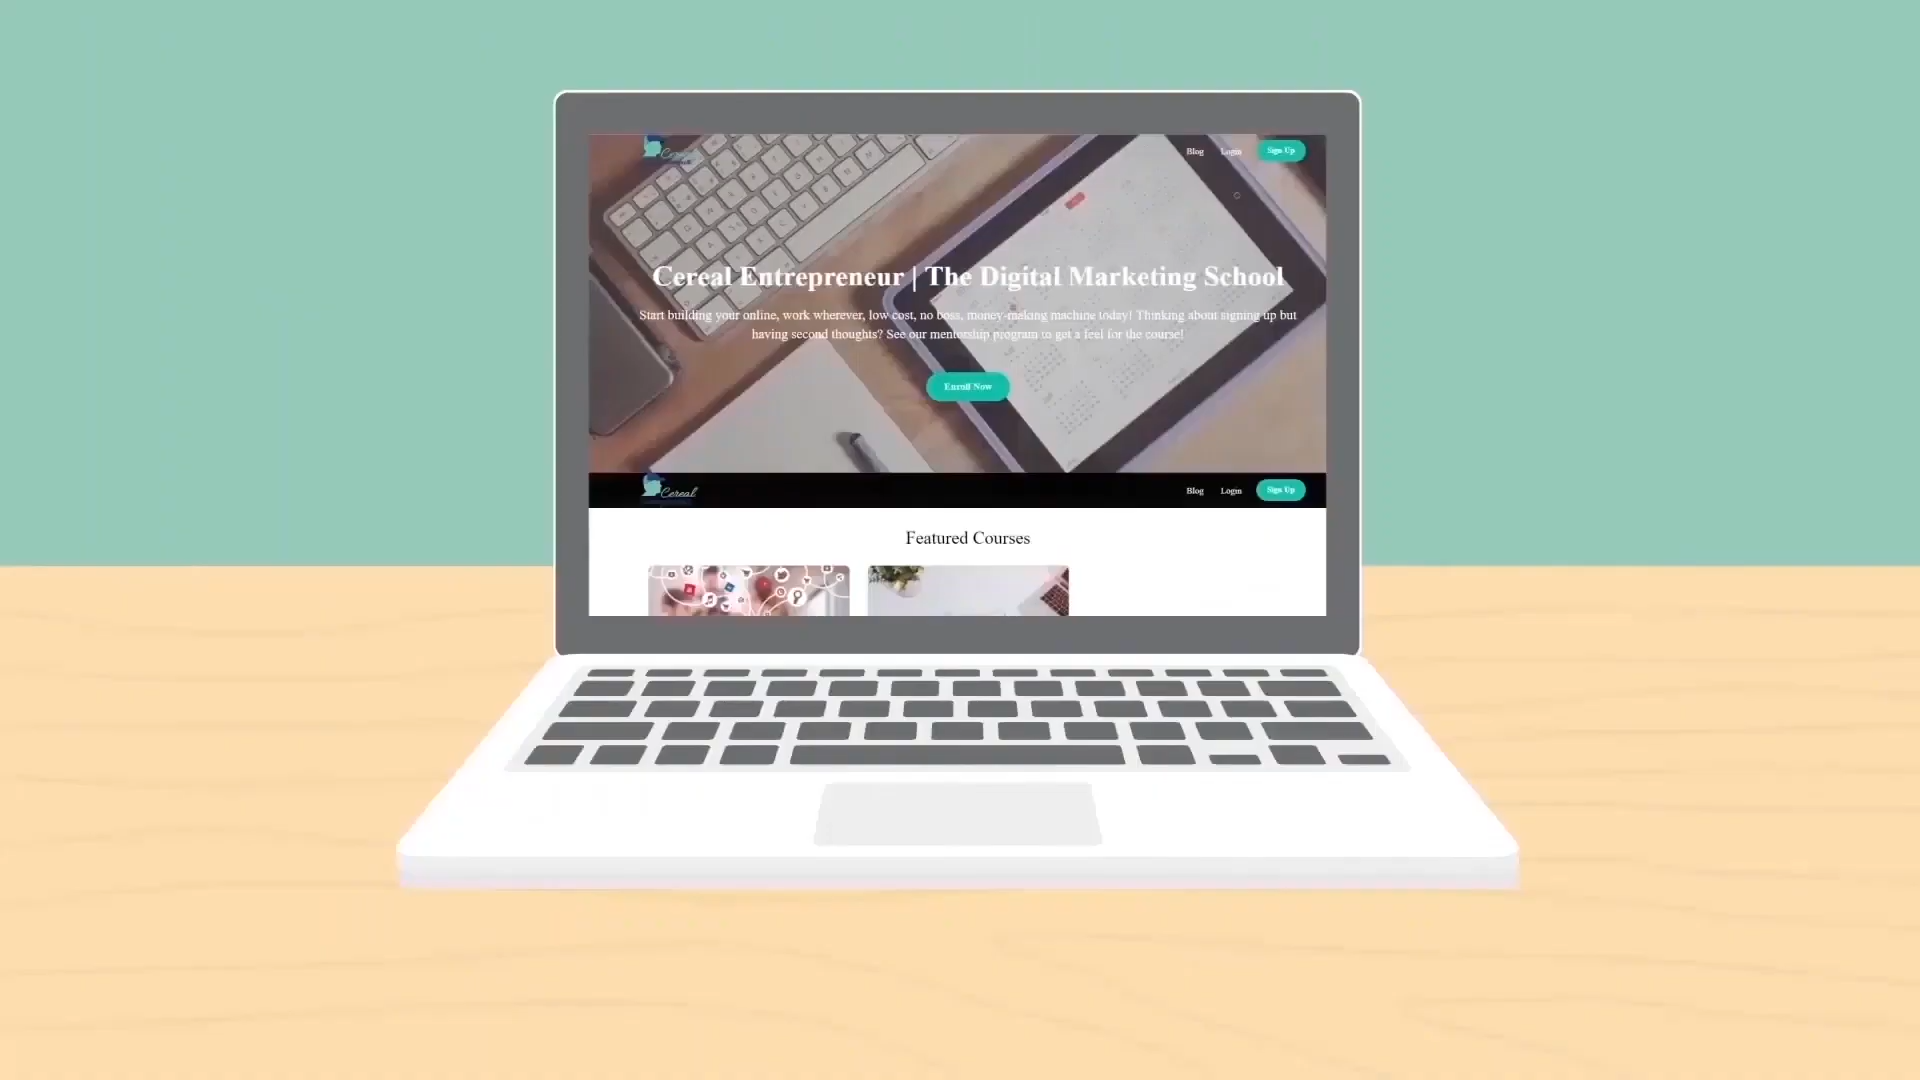 Cereal
Blog Login Sign Up
Cereal Entrepreneur | The Digital Marketing School
Start building your online, work wherever, low cost, no boss, money-making machine today! Thinking about signing up but
having second thoughts? See our mentorship program to get a feel for the course!
Enroll Now
Cereal
Blog Login Sign Up
Featured Courses